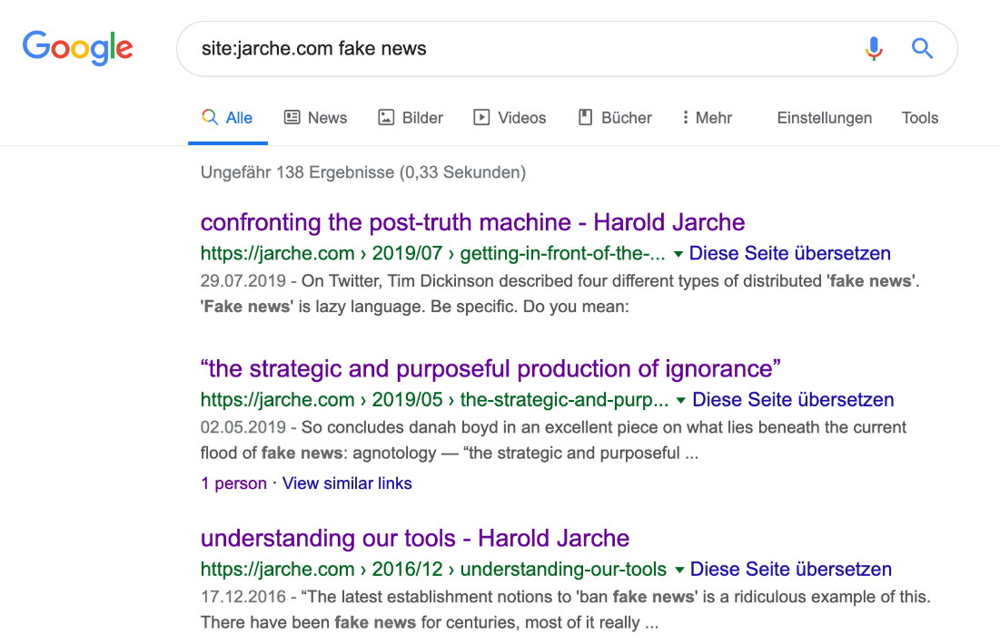 Google
site:jarche.com fake news
Alle News Bilder Videos Bücher Mehr Einstellungen Tools
Ungefähr 138 Ergebnisse (0,33 Sekunden)
confronting the post-truth machine - Harold Jarche
https://jarche.com › 2019/07 › getting-in-front-of-the-... Diese Seite übersetzen
29.07.2019 - On Twitter, Tim Dickinson described four different types of distributed 'fake news'.
'Fake news' is lazy language. Be specific. Do you mean:
“the strategic and purposeful production of ignorance”
https://jarche.com › 2019/05 › the-strategic-and-purp... Diese Seite übersetzen
02.05.2019 - So concludes danah boyd in an excellent piece on what lies beneath the current
flood of fake news: agnotology — “the strategic and purposeful ...
1 person · View similar links
understanding our tools - Harold Jarche
https://jarche.com › 2016/12 › understanding-our-tools Diese Seite übersetzen
17.12.2016 - “The latest establishment notions to 'ban fake news' is a ridiculous example of this.
There have been fake news for centuries, most of it really ...